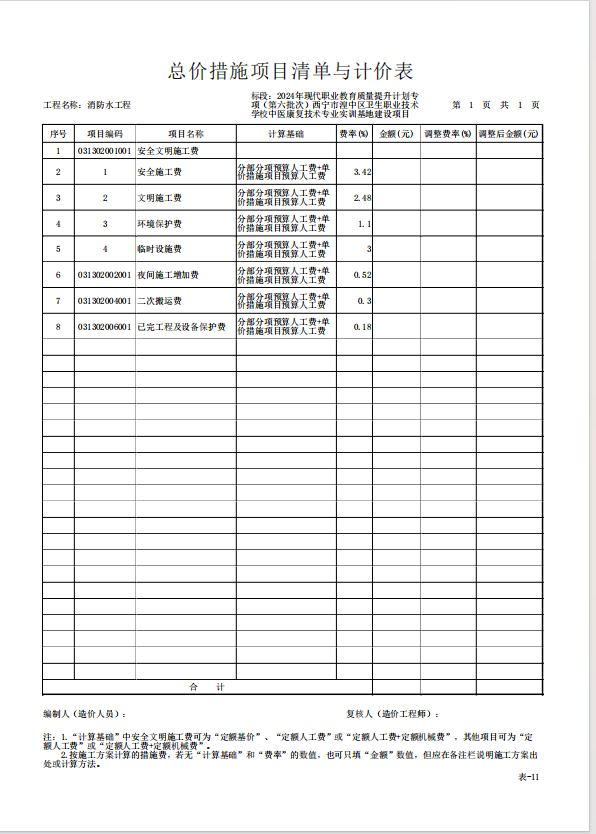 总价措施项目清单与计价表
工程名称：消防水工程
标段：2024年现代职业教育质量提升计划专
项（第六批次）西宁市湟中区卫生职业技术
学校中医康复技术专业实训基地建设项目
第 1 页 共 1 页
序号 项目编码 项目名称 计算基础 费率(%) 金额(元) 调整费率(%) 调整后金额(元)
1 031302001001 安全文明施工费
2 1 安全施工费 分部分项预算人工费+单
价措施项目预算人工费 3.42
3 2 文明施工费 分部分项预算人工费+单
价措施项目预算人工费 2.48
4 3 环境保护费 分部分项预算人工费+单
价措施项目预算人工费 1.1
5 4 临时设施费 分部分项预算人工费+单
价措施项目预算人工费 3
6 031302002001 夜间施工增加费 分部分项预算人工费+单
价措施项目预算人工费 0.52
7 031302004001 二次搬运费 分部分项预算人工费+单
价措施项目预算人工费 0.3
8 031302006001 已完工程及设备保护费 分部分项预算人工费+单
价措施项目预算人工费 0.18
合 计
编制人（造价人员）： 复核人（造价工程师）：
注：1.“计算基础”中安全文明施工费可为“定额基价”、“定额人工费”或“定额人工费+定额机械费”，其他项目可为“定
额人工费”或“定额人工费+定额机械费”。
2.按施工方案计算的措施费，若无“计算基础”和“费率”的数值，也可只填“金额”数值，但应在备注栏说明施工方案出
处或计算方法。
表-11